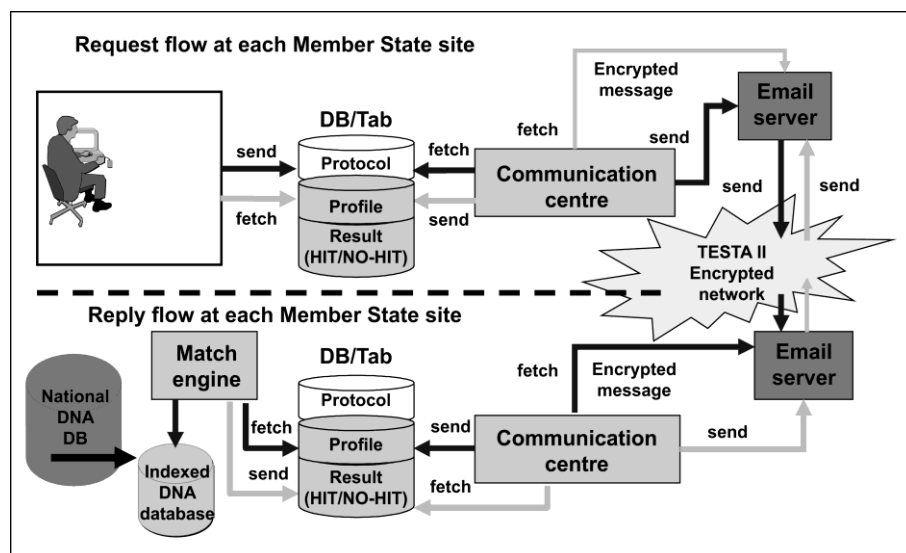 Request flow at each Member State site
Encrypted
message
Email
server
DB/Tab
send
Protocol
fetch
fetch
send
Communication
centre
send
send
fetch
Profile
send
Result
(HIT/NO-HIT)
TESTA II
Encrypted
network
Reply flow at each Member State site
Match
engine
DB/Tab
fetch
Encrypted
message
Email
server
National
DNA
DB
Protocol
fetch
Profile
send
Communication
centre
send
Indexed
DNA
database
send
Result
(HIT/NO-HIT)
fetch